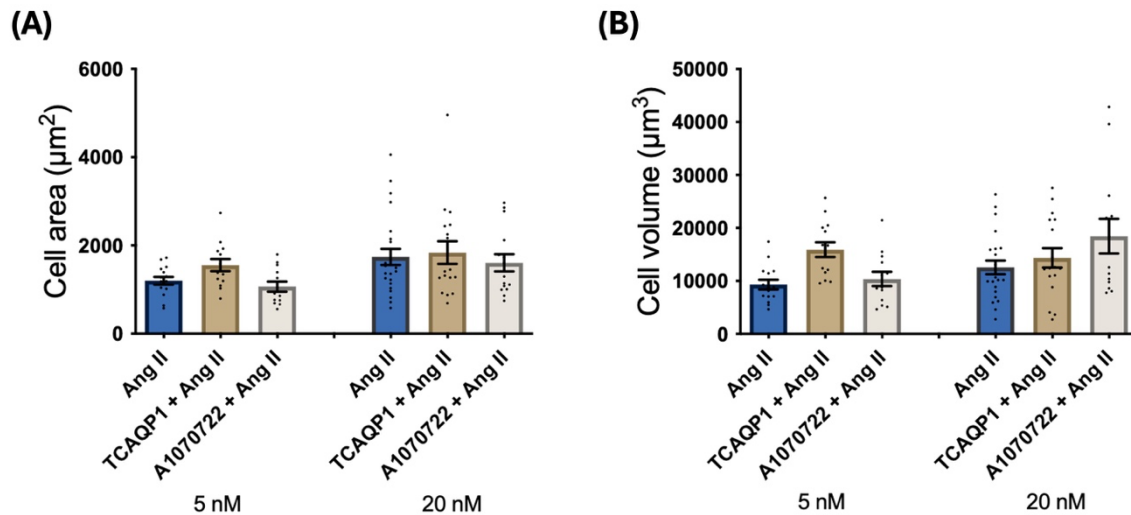 (A)
Cell area (µm²)
6000
4000
2000
0
Ang II
TCAQP1 + Ang II
A1070722 + Ang II
Ang II
TCAQP1 + Ang II
A1070722 + Ang II
5 nM
20 nM
(B)
Cell volume (µm³)
50000
40000
30000
20000
10000
0
Ang II
TCAQP1 + Ang II
A1070722 + Ang II
Ang II
TCAQP1 + Ang II
A1070722 + Ang II
5 nM
20 nM